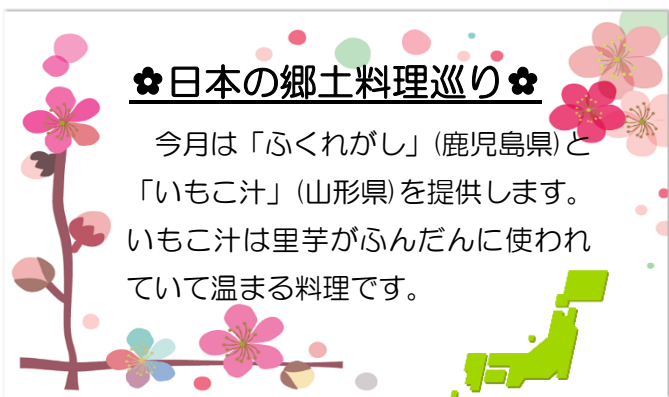 ✿日本の郷土料理巡り✿
今月は「ふくれがし」(鹿児島県)と
「いもこ汁」(山形県)を提供します。
いもこ汁は里芋がふんだんに使われ
ていて温まる料理です。